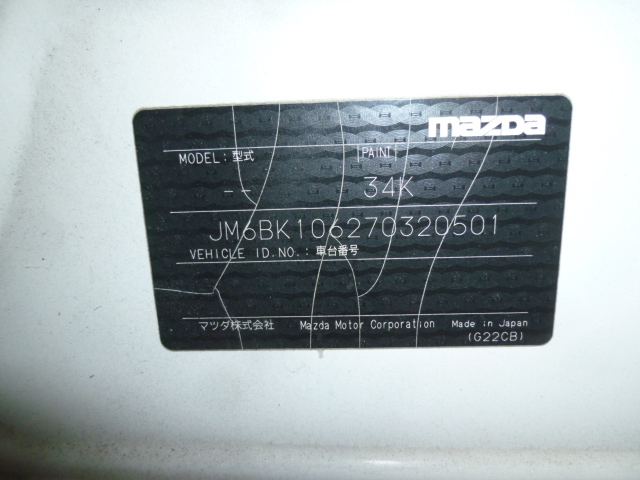 mazda
MODEL:型式 PAINT
-- 34K
JM6BK106270320501
VEHICLE ID.NO.:車台番号
マツダ株式会社 Mazda Motor Corporation Made in Japan
(G22CB)